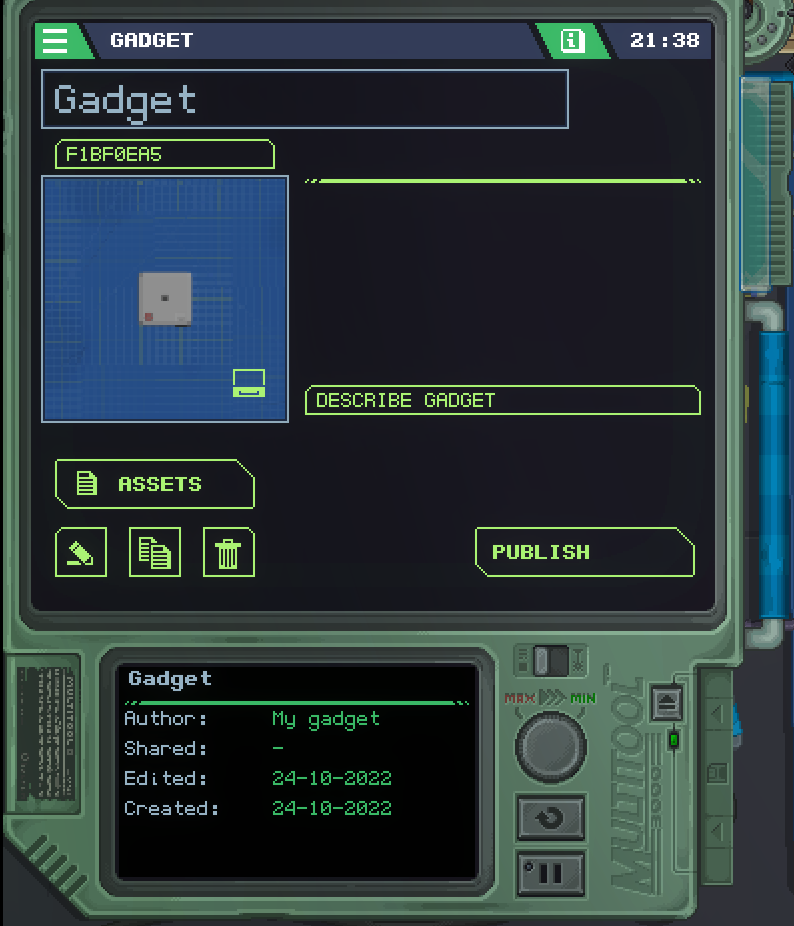 GADGET
21:38
Gadget
F1BF0EA5
DESCRIBE GADGET
ASSETS
PUBLISH
Gadget
Author: My gadget
Shared: –
Edited: 24-10-2022
Created: 24-10-2022
MAX MIN
MULTITOOL